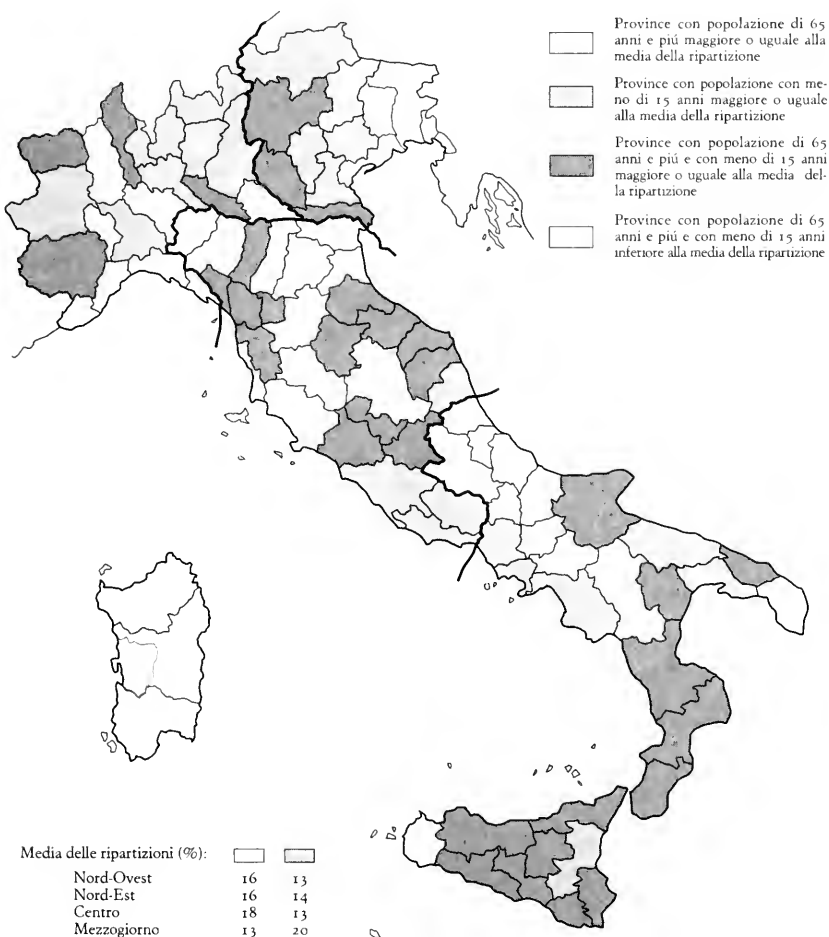 Province con popolazione di 65
anni e piú maggiore o uguale alla
media della ripartizione
Province con popolazione con me-
no di 15 anni maggiore o uguale
alla media della ripartizione
Province con popolazione di 65
anni e piú e con meno di 15 anni
maggiore o uguale alla media del-
la ripartizione
Province con popolazione di 65
anni e piú e con meno di 15 anni
inferiore alla media della ripartizione
Media delle ripartizioni (%):
Nord-Ovest 16 13
Nord-Est 16 14
Centro 18 13
Mezzogiorno 13 20